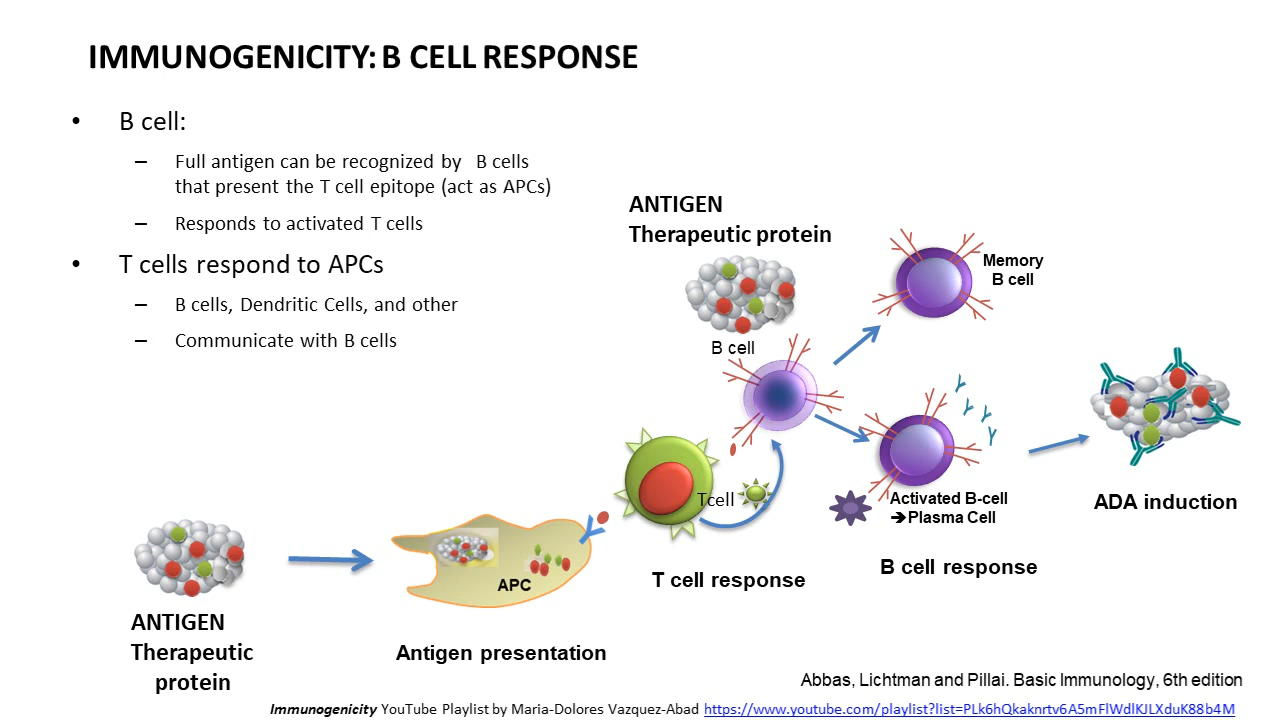 IMMUNOGENICITY: B CELL RESPONSE
• B cell:
– Full antigen can be recognized by B cells
that present the T cell epitope (act as APCs)
– Responds to activated T cells
• T cells respond to APCs
– B cells, Dendritic Cells, and other
– Communicate with B cells
ANTIGEN
Therapeutic protein
B cell
Memory
B cell
Tcell
Activated B-cell
➔Plasma Cell
ADA induction
B cell response
T cell response
APC
ANTIGEN
Therapeutic
protein
Antigen presentation
Abbas, Lichtman and Pillai. Basic Immunology, 6th edition
Immunogenicity YouTube Playlist by Maria-Dolores Vazquez-Abad https://www.youtube.com/playlist?list=PLk6hQkaknrtv6A5mFlWdlKJLXduK88b4M